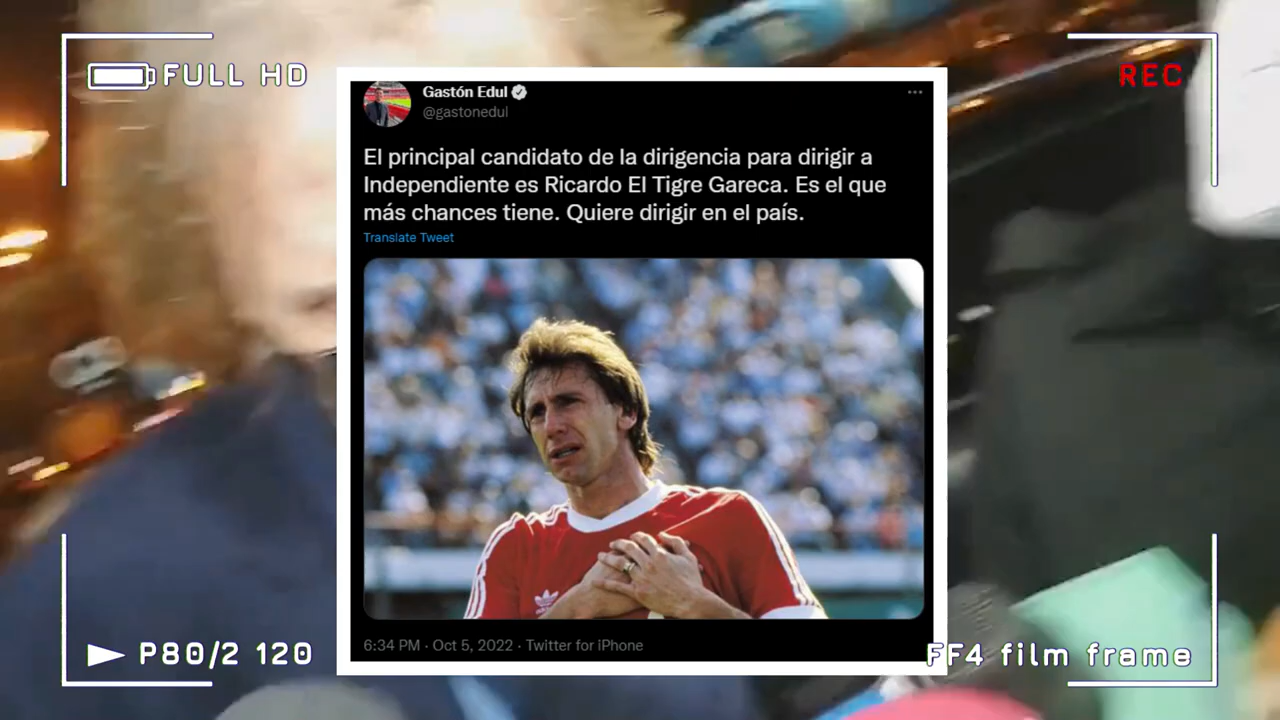 FULL HD
REC
Gastón Edul
@gastonedul
El principal candidato de la dirigencia para dirigir a
Independiente es Ricardo El Tigre Gareca. Es el que
más chances tiene. Quiere dirigir en el país.
Translate Tweet
6:34 PM · Oct 5, 2022 · Twitter for iPhone
P80/2 120
FF4 film frame